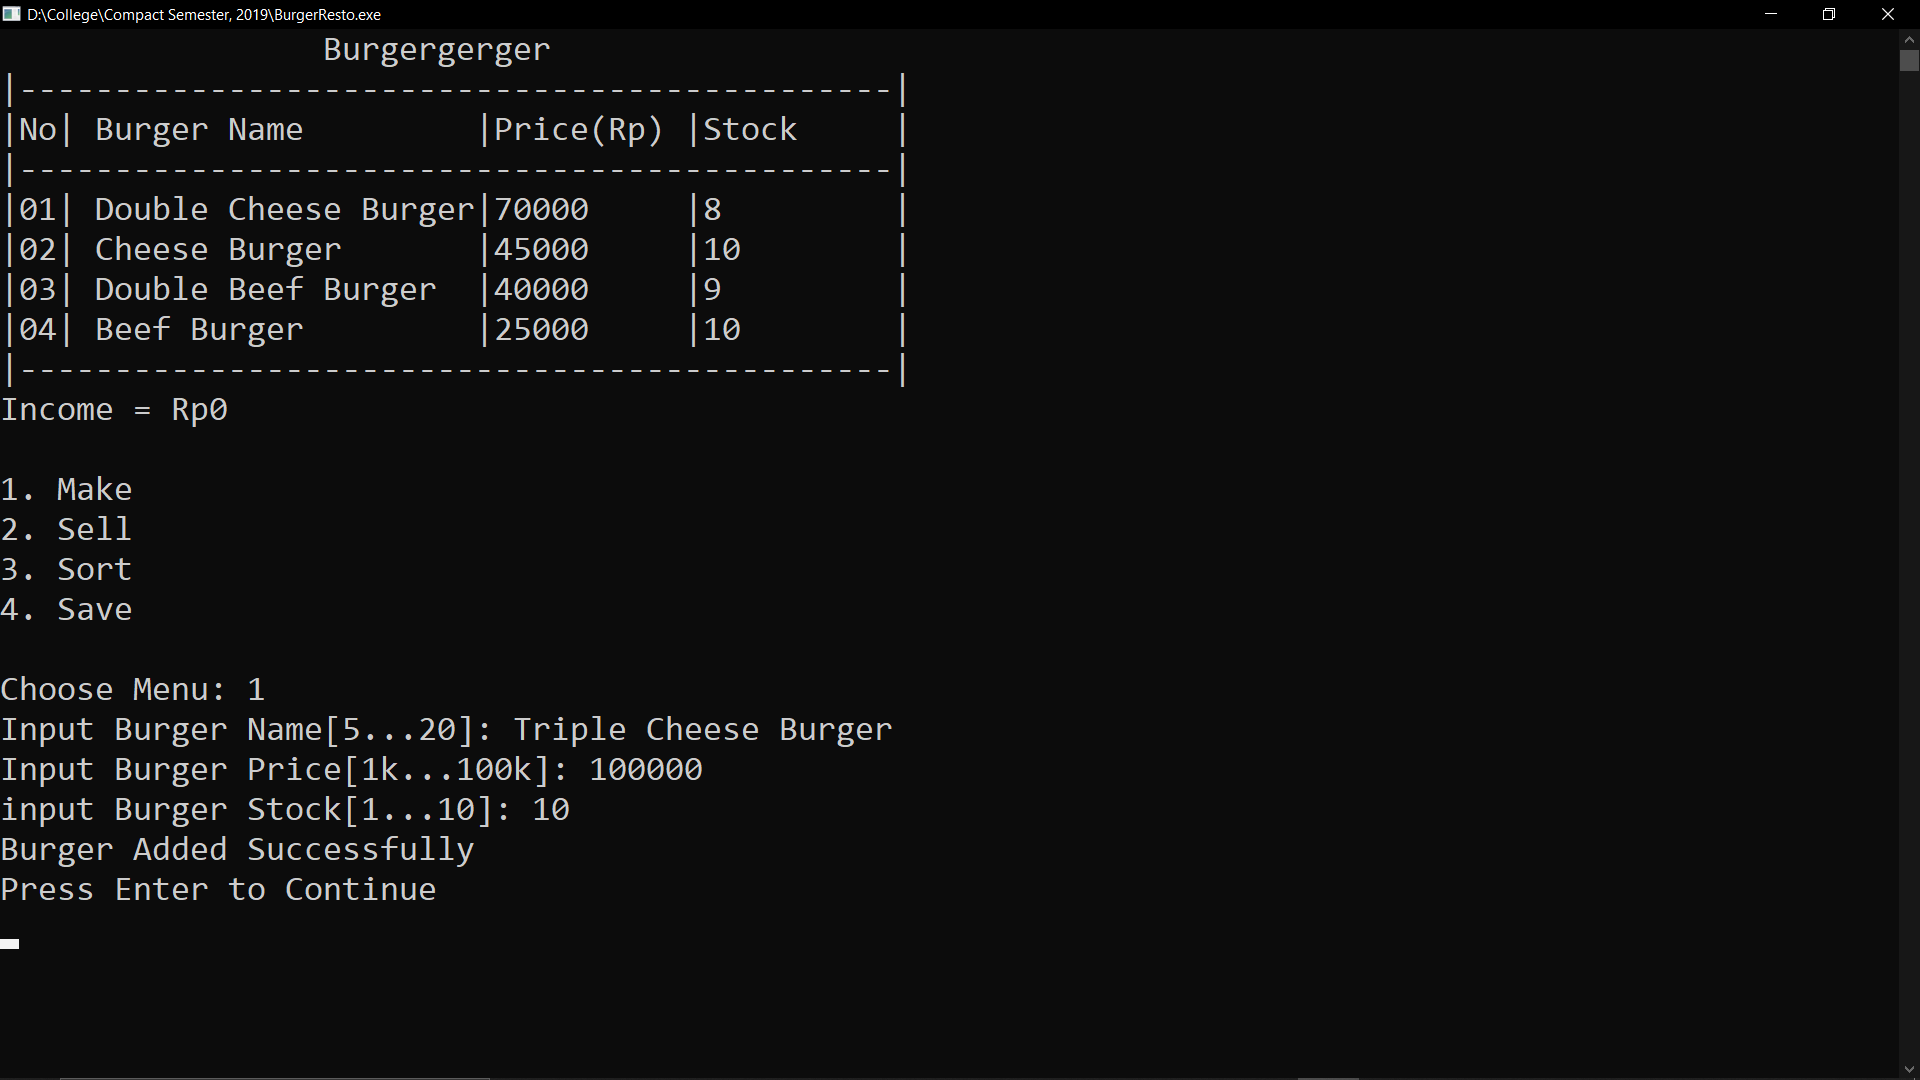 D:\College\Compact Semester, 2019\BurgerResto.exe
Burgergerger
|----------------------------------------------|
|No| Burger Name         |Price(Rp) |Stock     |
|----------------------------------------------|
|01| Double Cheese Burger|70000     |8         |
|02| Cheese Burger       |45000     |10        |
|03| Double Beef Burger  |40000     |9         |
|04| Beef Burger         |25000     |10        |
|----------------------------------------------|
Income = Rp0
1. Make
2. Sell
3. Sort
4. Save
Choose Menu: 1
Input Burger Name[5...20]: Triple Cheese Burger
Input Burger Price[1k...100k]: 100000
input Burger Stock[1...10]: 10
Burger Added Successfully
Press Enter to Continue